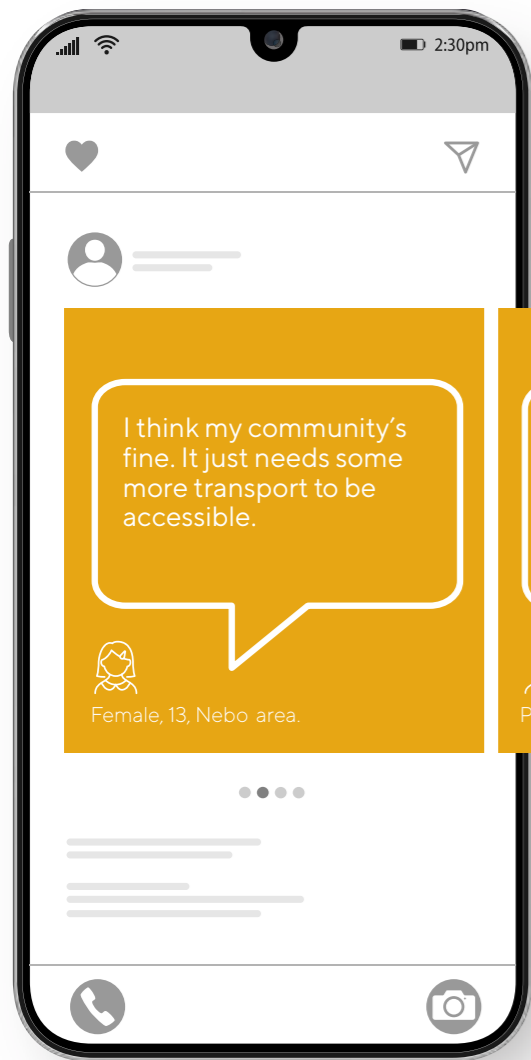 2:30pm
I think my community’s
fine. It just needs some
more transport to be
accessible.
Female, 13, Nebo area.
P